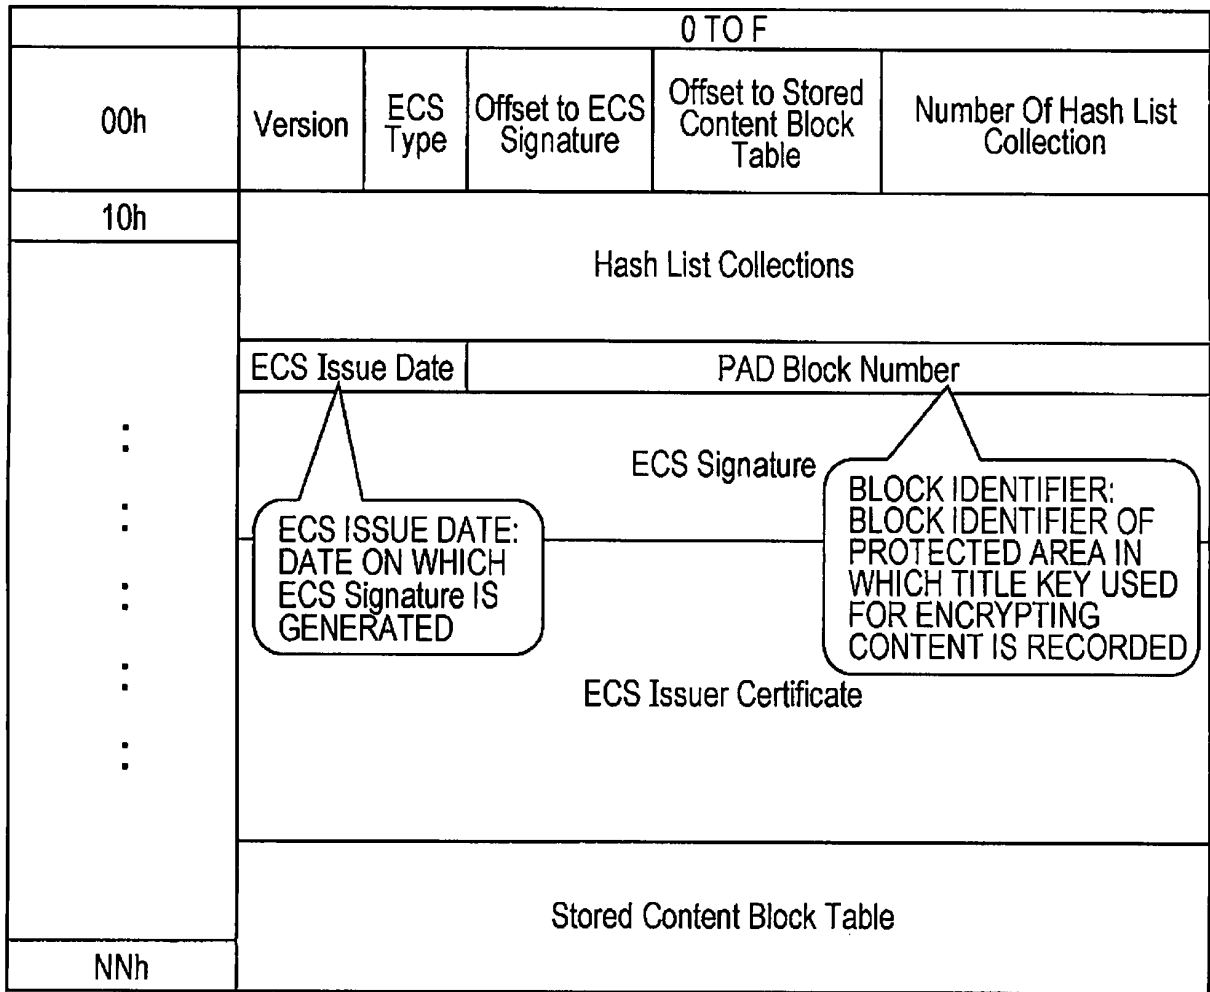 0 TO F
00h
Version
ECS
Type
Offset to ECS
Signature
Offset to Stored
Content Block
Table
Number Of Hash List
Collection
10h
Hash List Collections
ECS Issue Date
PAD Block Number
ECS Signature
ECS ISSUE DATE:
DATE ON WHICH
ECS Signature IS
GENERATED
BLOCK IDENTIFIER:
BLOCK IDENTIFIER OF
PROTECTED AREA IN
WHICH TITLE KEY USED
FOR ENCRYPTING
CONTENT IS RECORDED
ECS Issuer Certificate
Stored Content Block Table
NNh